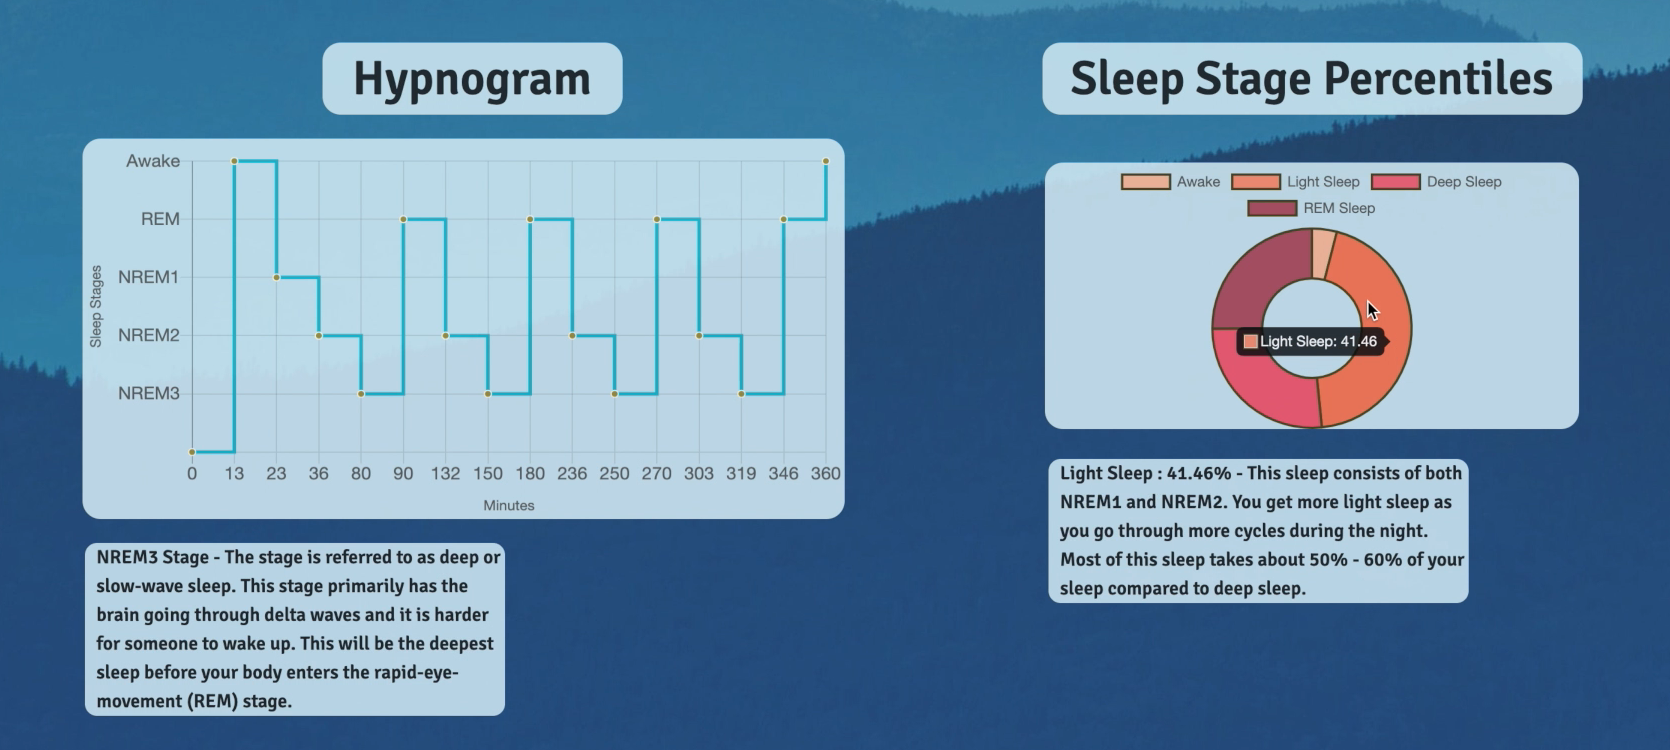 Hypnogram
Sleep Stage Percentiles
Awake
REM
NREM1
NREM2
NREM3
Sleep Stages
0 13 23 36 80 90 132 150 180 236 250 270 303 319 346 360
Minutes
Awake Light Sleep Deep Sleep
REM Sleep
Light Sleep: 41.46
NREM3 Stage - The stage is referred to as deep or
slow-wave sleep. This stage primarily has the
brain going through delta waves and it is harder
for someone to wake up. This will be the deepest
sleep before your body enters the rapid-eye-
movement (REM) stage.
Light Sleep : 41.46% - This sleep consists of both
NREM1 and NREM2. You get more light sleep as
you go through more cycles during the night.
Most of this sleep takes about 50% - 60% of your
sleep compared to deep sleep.